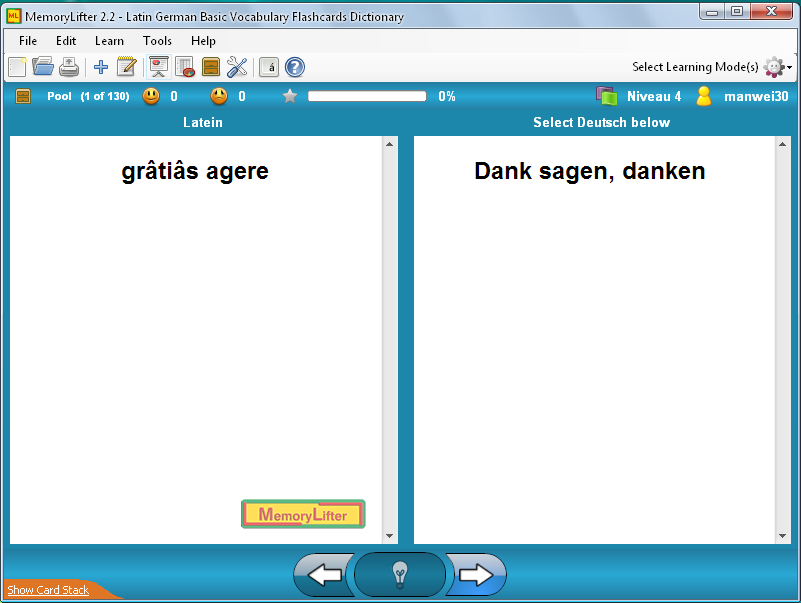 MemoryLifter 2.2 - Latin German Basic Vocabulary Flashcards Dictionary
File Edit Learn Tools Help
á ? Select Learning Mode(s)
Pool (1 of 130) 0 0 0% Niveau 4 manwei30
Latein Select Deutsch below
grâtiâs agere Dank sagen, danken
MemoryLifter
Show Card Stack